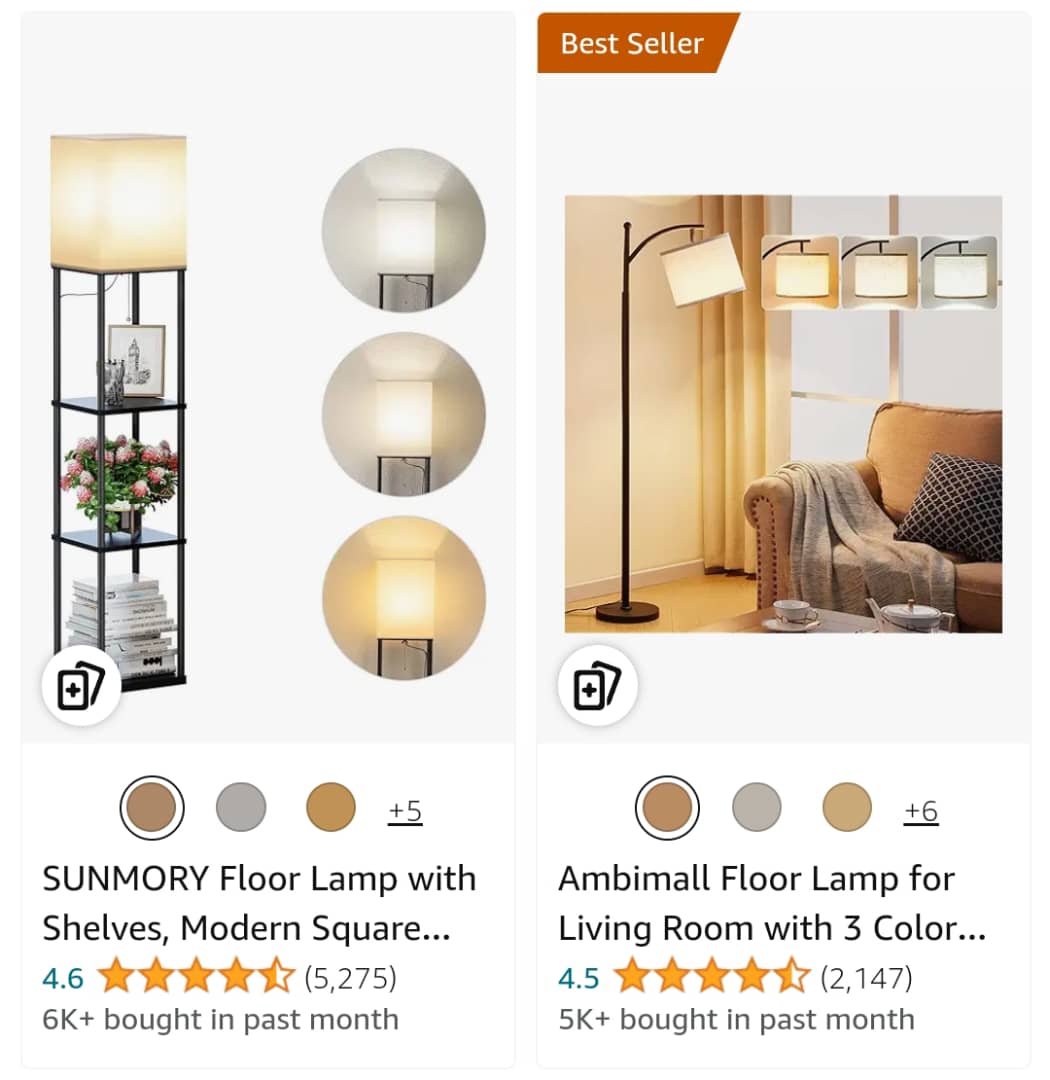 Best Seller
+5
SUNMORY Floor Lamp with
Shelves, Modern Square...
4.6 (5,275)
6K+ bought in past month
+6
Ambimall Floor Lamp for
Living Room with 3 Color...
4.5 (2,147)
5K+ bought in past month